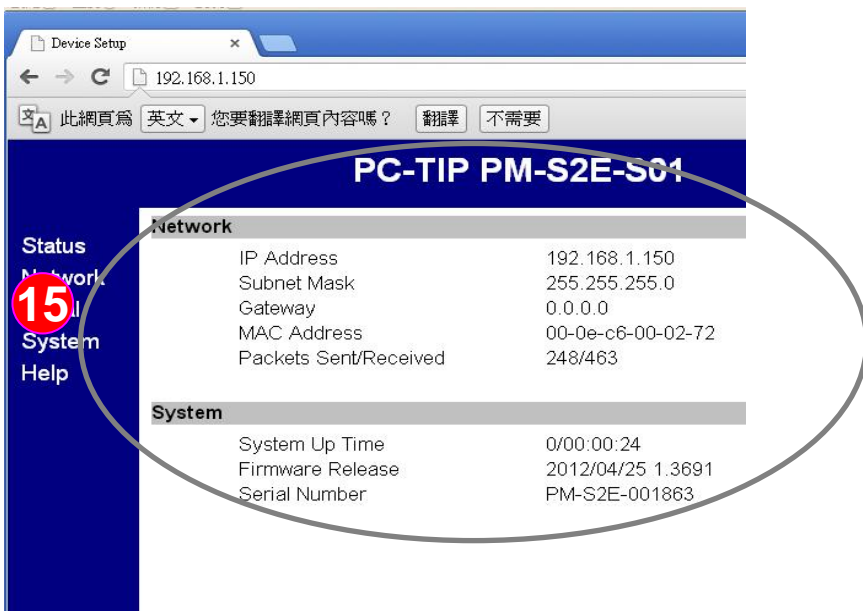 Device Setup ×
192.168.1.150
此網頁為 英文 您要翻譯網頁內容嗎？ 翻譯 不需要
PC-TIP PM-S2E-S01
Status
Network
15
System
Help
Network
IP Address 192.168.1.150
Subnet Mask 255.255.255.0
Gateway 0.0.0.0
MAC Address 00-0e-c6-00-02-72
Packets Sent/Received 248/463
System
System Up Time 0/00:00:24
Firmware Release 2012/04/25 1.3691
Serial Number PM-S2E-001863